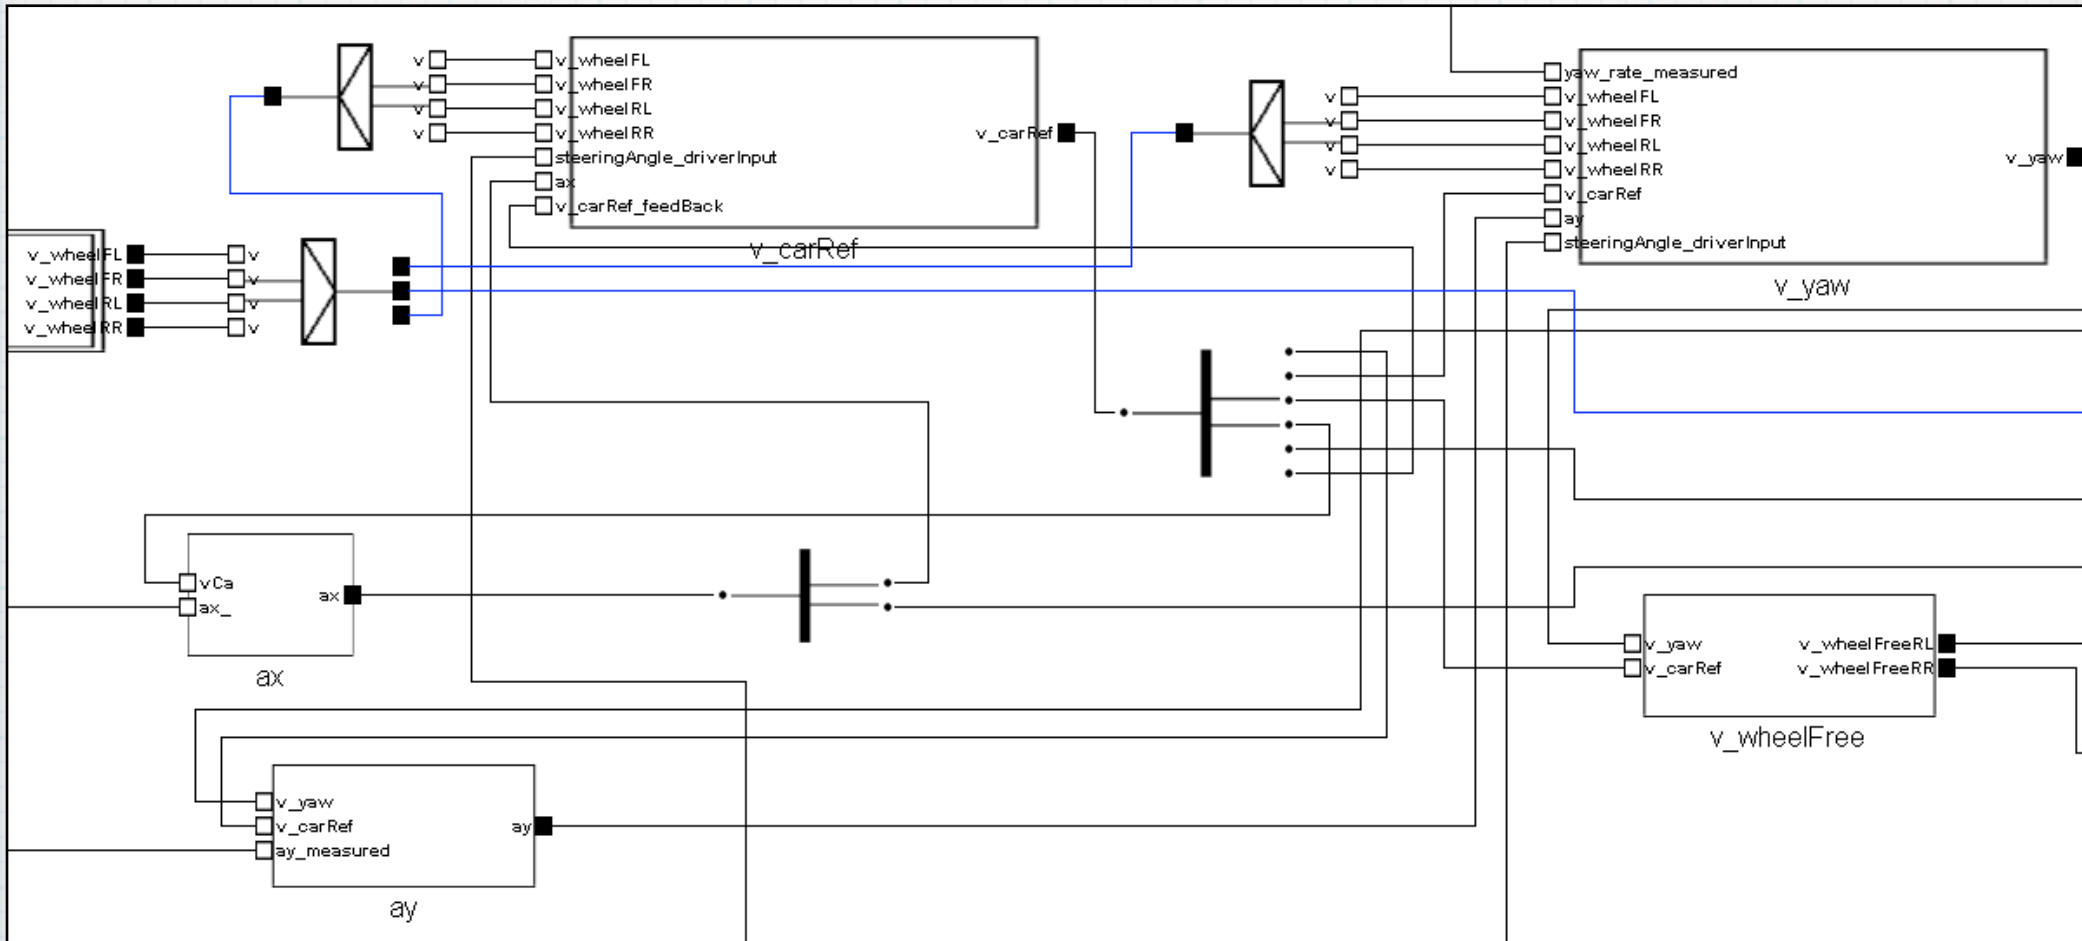 v
v_wheelFL
v
v_wheelFR
v
v_wheelRL
v
v_wheelRR
steeringAngle_driverInput
ax
v_carRef_feedBack
v_carRef
v_carRef
yaw_rate_measured
v
v_wheelFL
v
v_wheelFR
v
v_wheelRL
v
v_wheelRR
v_carRef
ay
steeringAngle_driverInput
v_yaw
v_yaw
v_wheelFL
v
v_wheelFR
v
v_wheelRL
v
v_wheelRR
v
vCa
ax_
ax
ax
v_yaw
v_carRef
v_wheelFreeRL
v_wheelFreeRR
v_wheelFree
v_yaw
v_carRef
ay_measured
ay
ay